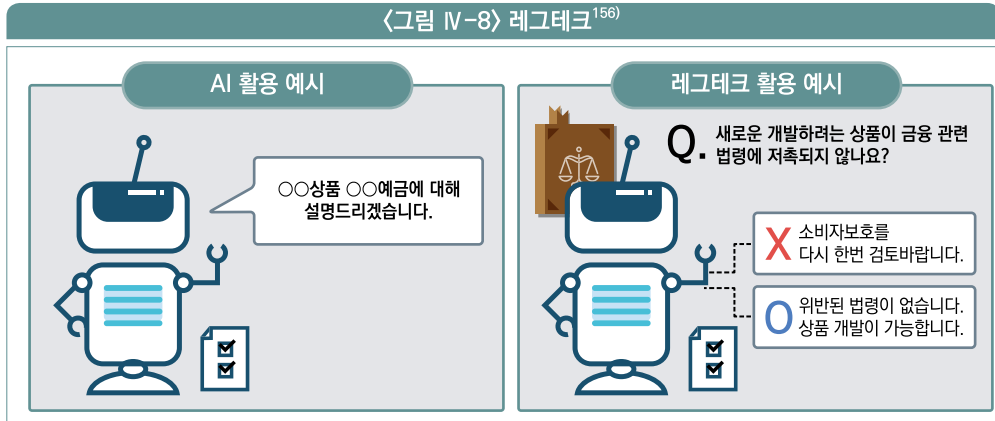 〈그림 Ⅳ-8〉 레그테크156)
AI 활용 예시
○○상품 ○○예금에 대해
설명드리겠습니다.
레그테크 활용 예시
Q. 새로운 개발하려는 상품이 금융 관련
법령에 저촉되지 않나요?
X 소비자보호를
다시 한번 검토바랍니다.
O 위반된 법령이 없습니다.
상품 개발이 가능합니다.